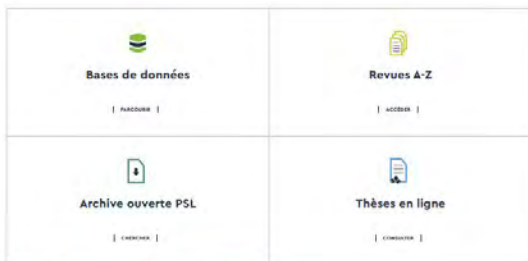 Bases de données
| PARCOURIR |
Revues A-Z
| ACCÉDER |
Archive ouverte PSL
| CHERCHER |
Thèses en ligne
| CONSULTER |